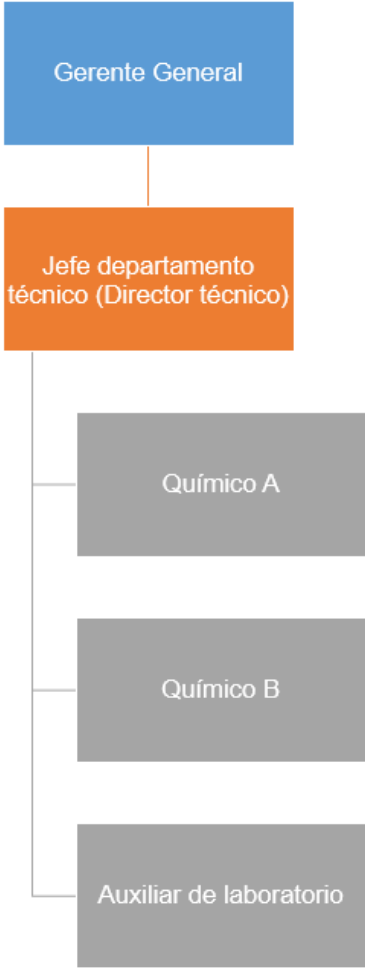 Gerente General
Jefe departamento
técnico (Director técnico)
Químico A
Químico B
Auxiliar de laboratorio